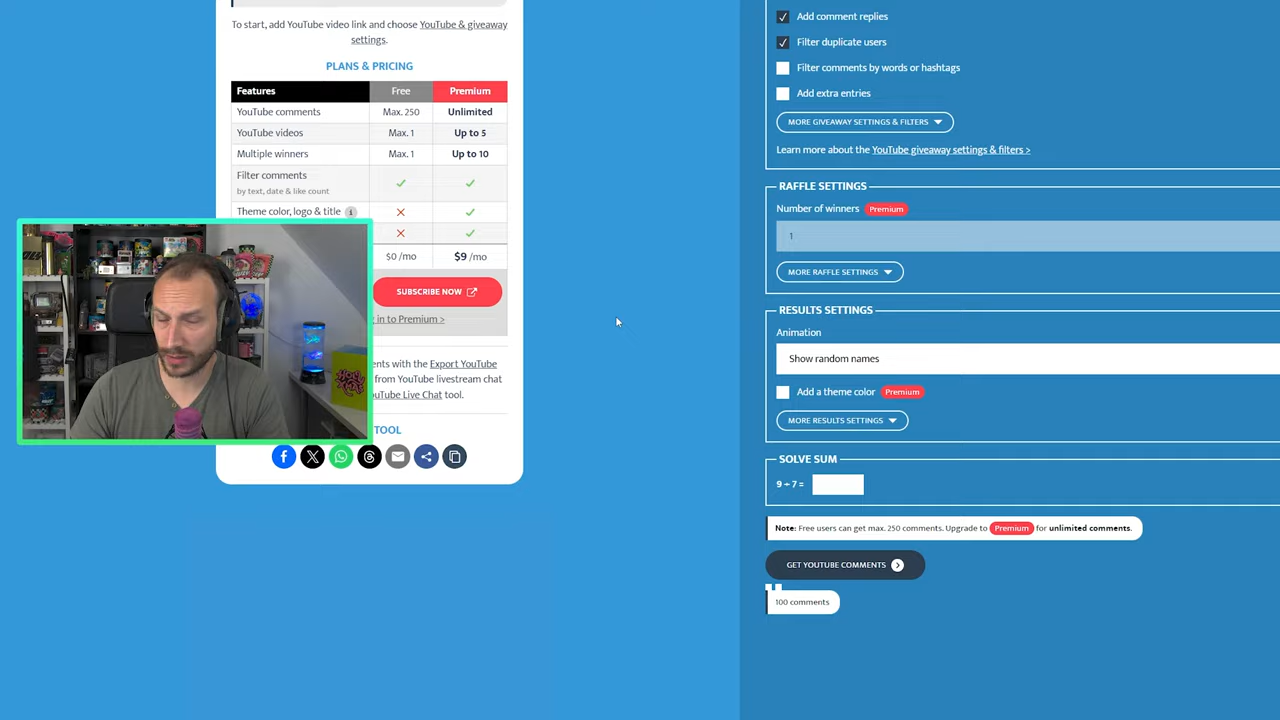 To start, add YouTube video link and choose YouTube & giveaway
settings.
PLANS & PRICING
Features Free Premium
YouTube comments Max. 250 Unlimited
YouTube videos Max. 1 Up to 5
Multiple winners Max. 1 Up to 10
Filter comments
by text, date & like count
Theme color, logo & title i
$0 /mo $9 /mo
SUBSCRIBE NOW
in to Premium >
ents with the Export YouTube
from YouTube livestream chat
uTube Live Chat tool.
TOOL
Add comment replies
Filter duplicate users
Filter comments by words or hashtags
Add extra entries
MORE GIVEAWAY SETTINGS & FILTERS
Learn more about the YouTube giveaway settings & filters >
RAFFLE SETTINGS
Number of winners Premium
1
MORE RAFFLE SETTINGS
RESULTS SETTINGS
Animation
Show random names
Add a theme color Premium
MORE RESULTS SETTINGS
SOLVE SUM
9 + 7 =
Note: Free users can get max. 250 comments. Upgrade to Premium for unlimited comments.
GET YOUTUBE COMMENTS
100 comments